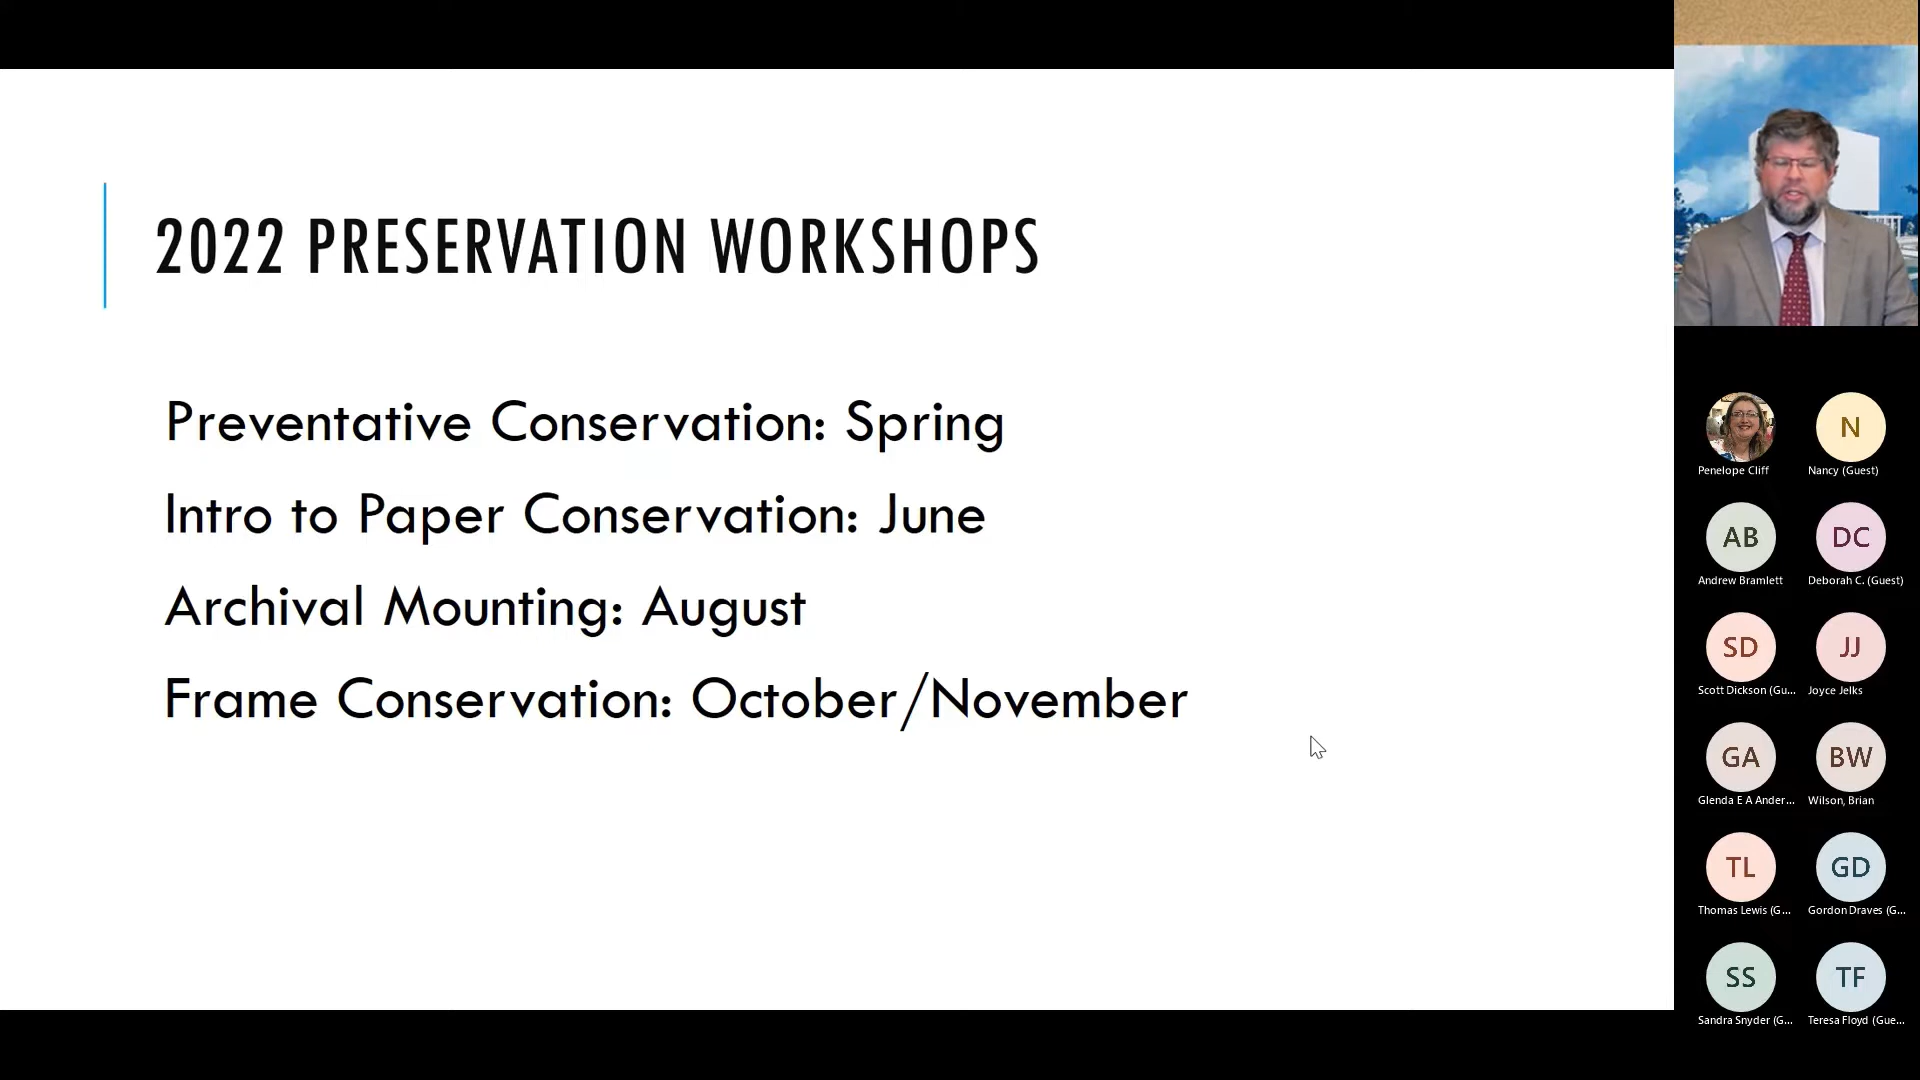 2022 PRESERVATION WORKSHOPS
Preventative Conservation: Spring
Intro to Paper Conservation: June
Archival Mounting: August
Frame Conservation: October/November
N
Penelope Cliff
Nancy (Guest)
AB
DC
Andrew Bramlett
Deborah C. (Guest)
SD
JJ
Scott Dickson (Gu...
Joyce Jelks
GA
BW
Glenda E A Ander...
Wilson, Brian
TL
GD
Thomas Lewis (G...
Gordon Draves (G...
SS
TF
Sandra Snyder (G...
Teresa Floyd (Gue...